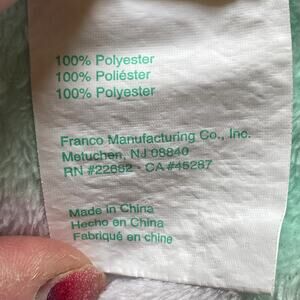 100% Polyester
100% Poliéster
100% Polyester
Franco Manufacturing Co., Inc.
Metuchen, NJ 08840
RN #22882 - CA #45287
Made in China
Hecho en China
Fabriqué en chine